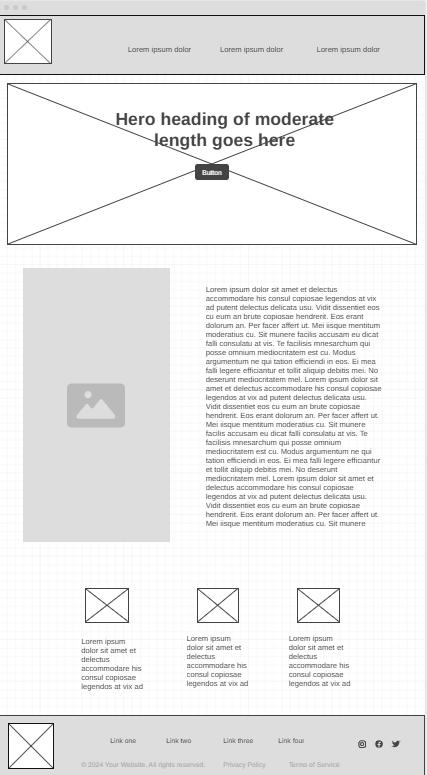 Lorem ipsum dolor Lorem ipsum dolor Lorem ipsum dolor
Hero heading of moderate
length goes here
Button
Lorem ipsum dolor sit amet et delectus
accommodare his consul copiosae legendos at vix
ad putent delectus delicata usu. Vidit dissentiet eos
cu eum an brute copiosae hendrerit. Eos erant
dolorum an. Per facer affert ut. Mei iisque mentitum
moderatius cu. Sit munere facilis accusam eu dicat
falli consulatu at vis. Te facilisis mnesarchum qui
posse omnium mediocritatem est cu. Modus
argumentum ne qui tation efficiendi in eos. Ei mea
falli legere efficiantur et tollit aliquip debitis mei. No
deserunt mediocritatem mel. Lorem ipsum dolor sit
amet et delectus accommodare his consul copiosae
legendos at vix ad putent delectus delicata usu.
Vidit dissentiet eos cu eum an brute copiosae
hendrerit. Eos erant dolorum an. Per facer affert ut.
Mei iisque mentitum moderatius cu. Sit munere
facilis accusam eu dicat falli consulatu at vis. Te
facilisis mnesarchum qui posse omnium
mediocritatem est cu. Modus argumentum ne qui
tation efficiendi in eos. Ei mea falli legere efficiantur
et tollit aliquip debitis mei. No deserunt
mediocritatem mel. Lorem ipsum dolor sit amet et
delectus accommodare his consul copiosae
legendos at vix ad putent delectus delicata usu.
Vidit dissentiet eos cu eum an brute copiosae
hendrerit. Eos erant dolorum an. Per facer affert ut.
Mei iisque mentitum moderatius cu. Sit munere
Lorem ipsum
dolor sit amet et
delectus
accommodare his
consul copiosae
legendos at vix ad
Lorem ipsum
dolor sit amet et
delectus
accommodare his
consul copiosae
legendos at vix ad
Lorem ipsum
dolor sit amet et
delectus
accommodare his
consul copiosae
legendos at vix ad
Link one Link two Link three Link four
© 2024 Your Website. All rights reserved. Privacy Policy Terms of Service